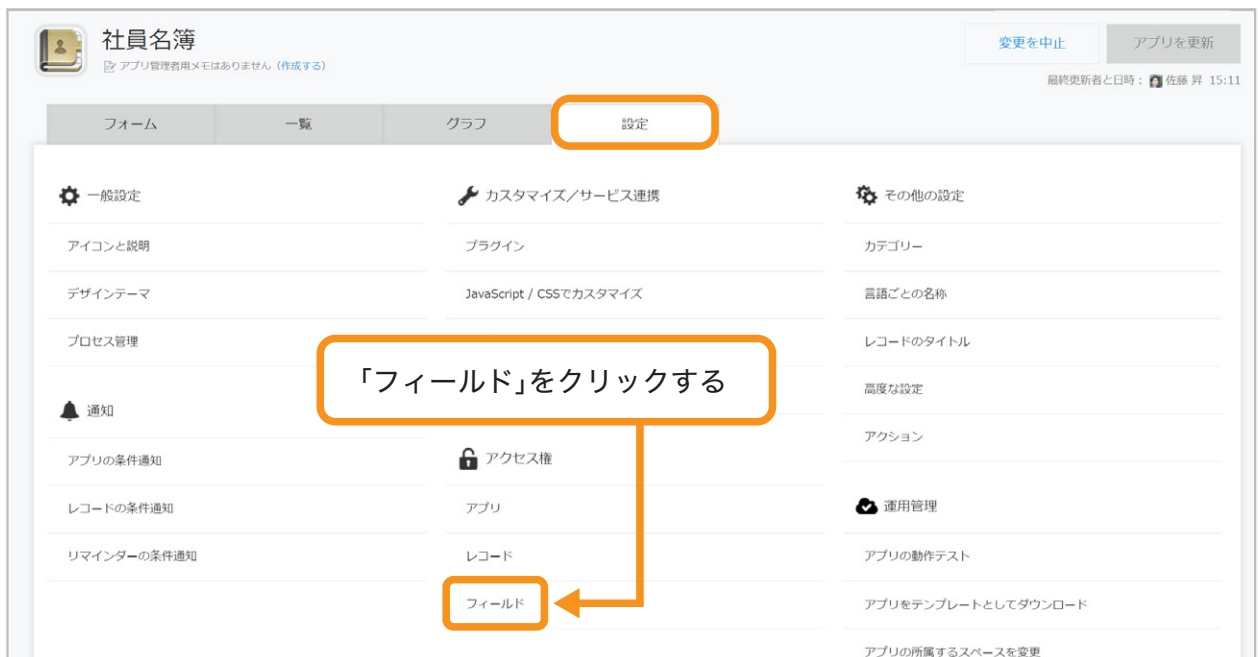 社員名簿
アプリ管理者用メモはありません（作成する）
変更を中止
アプリを更新
最終更新者と日時： 佐藤 昇 15:11
フォーム
一覧
グラフ
設定
一般設定
アイコンと説明
デザインテーマ
プロセス管理
通知
アプリの条件通知
レコードの条件通知
リマインダーの条件通知
カスタマイズ／サービス連携
プラグイン
JavaScript / CSSでカスタマイズ
「フィールド」をクリックする
アクセス権
アプリ
レコード
フィールド
その他の設定
カテゴリー
言語ごとの名称
レコードのタイトル
高度な設定
アクション
運用管理
アプリの動作テスト
アプリをテンプレートとしてダウンロード
アプリの所属するスペースを変更